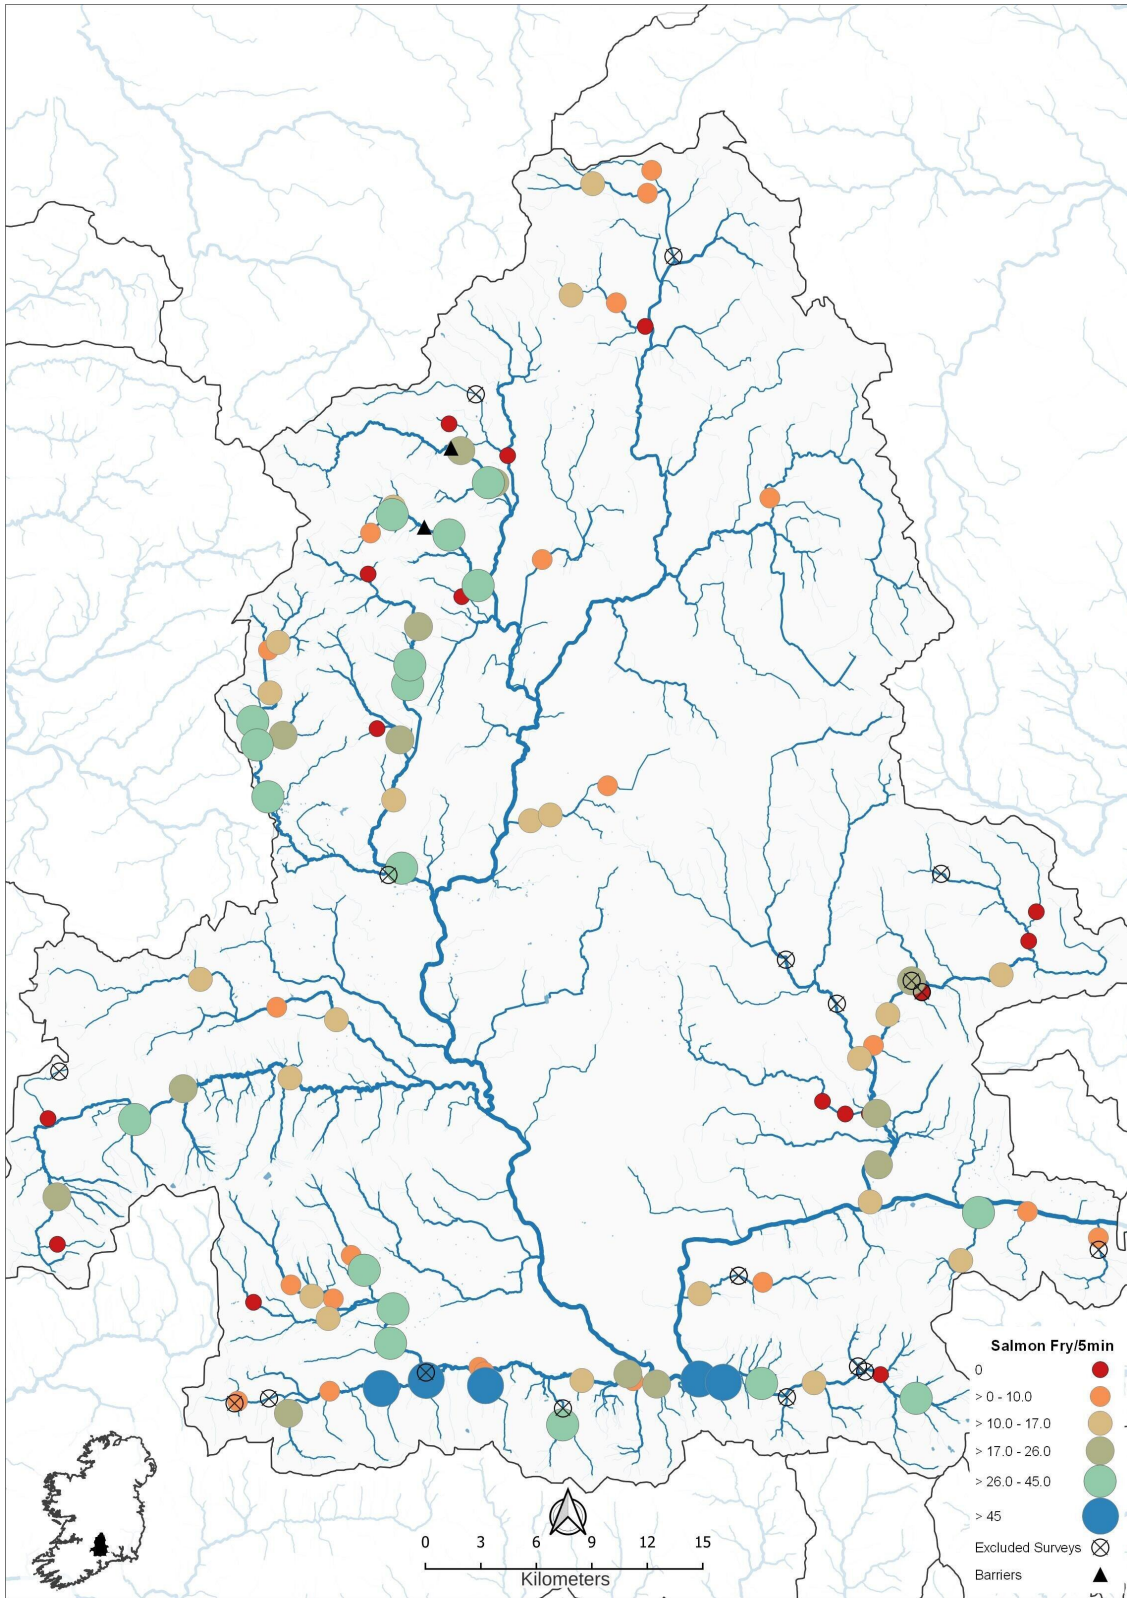 Salmon Fry/5min
0
> 0 - 10.0
> 10.0 - 17.0
> 17.0 - 26.0
> 26.0 - 45.0
> 45
Excluded Surveys
Barriers
0 3 6 9 12 15
Kilometers